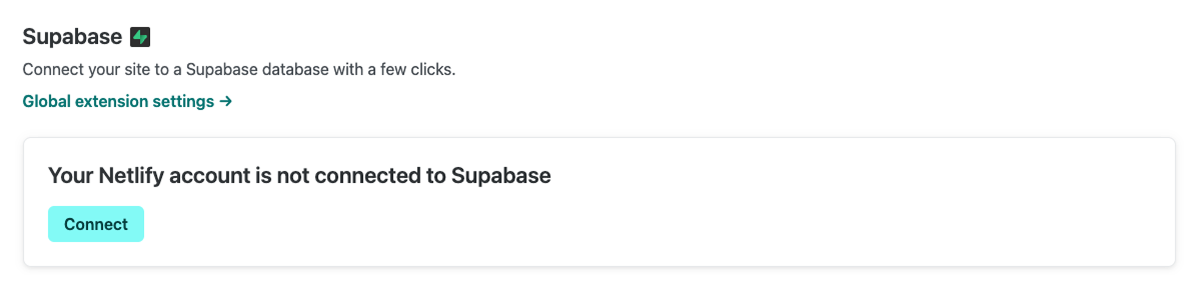 Supabase
Connect your site to a Supabase database with a few clicks.
Global extension settings →
Your Netlify account is not connected to Supabase
Connect